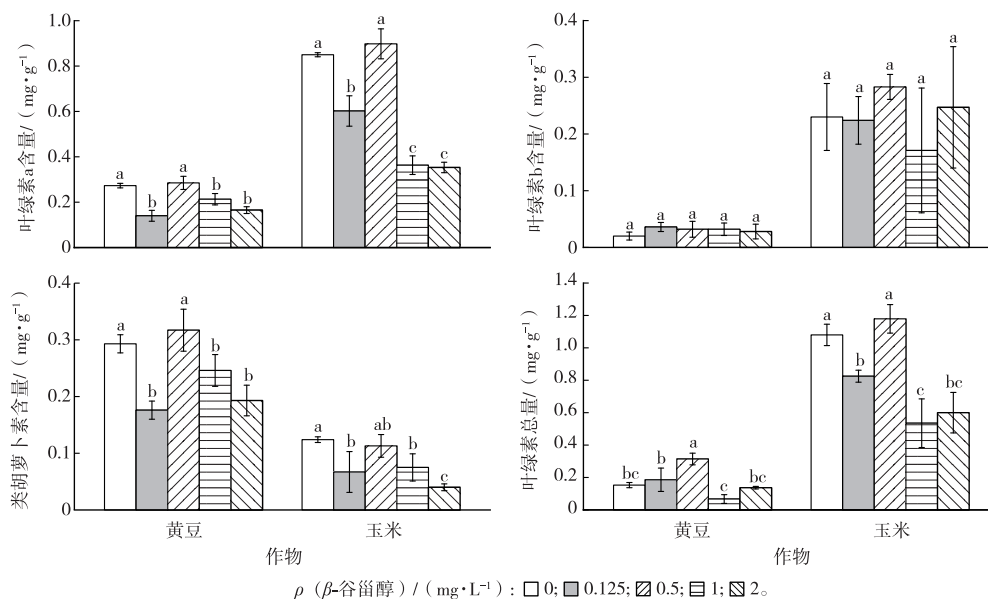 叶绿素a含量/(mg·g⁻¹)
1.0
0.8
0.6
0.4
0.2
0
a
b
a
b
b
a
b
a
c
c
叶绿素b含量/(mg·g⁻¹)
0.4
0.3
0.2
0.1
0
a
a
a
a
a
a
a
a
a
a
类胡萝卜素含量/(mg·g⁻¹)
0.4
0.3
0.2
0.1
0
a
b
a
b
b
a
b
ab
b
c
黄豆 玉米
作物
叶绿素总量/(mg·g⁻¹)
1.4
1.2
1.0
0.8
0.6
0.4
0.2
0
bc
b
a
c
bc
a
b
a
c
bc
黄豆 玉米
作物
ρ(β-谷甾醇)/(mg·L⁻¹): 0; 0.125; 0.5; 1; 2。